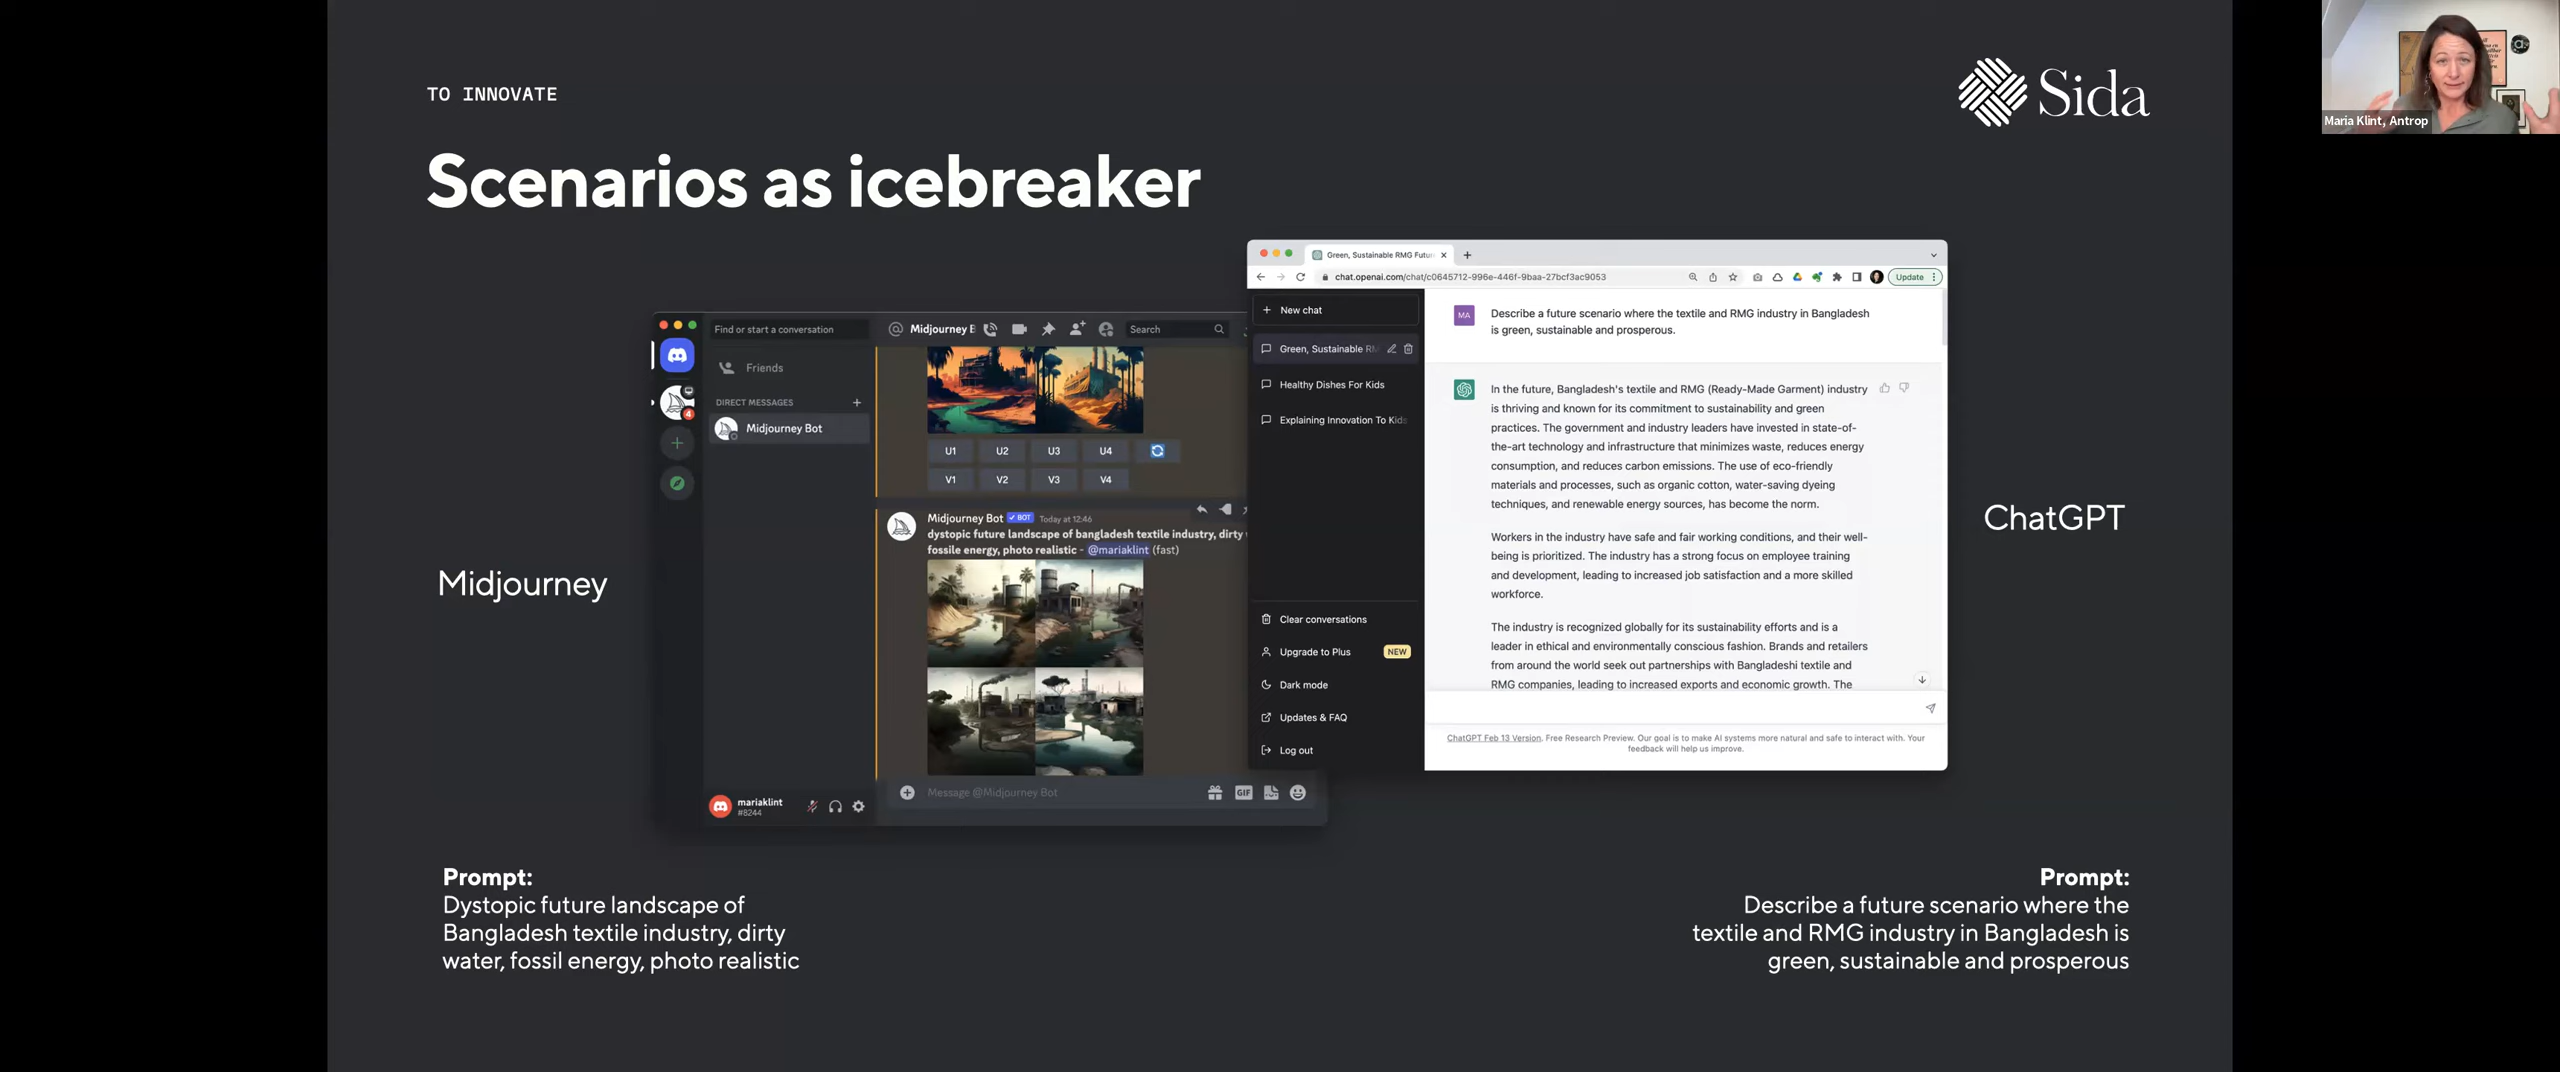 TO INNOVATE
Sida
Maria Klint, Antrop
Scenarios as icebreaker
Midjourney
Find or start a conversation
Friends
DIRECT MESSAGES
Midjourney Bot
4
mariaklint
#8244
Midjourney B
Search
U1 U2 U3 U4
V1 V2 V3 V4
Midjourney Bot BOT Today at 12:46
dystopic future landscape of bangladesh textile industry, dirty
fossile energy, photo realistic - @mariaklint (fast)
Message @Midjourney Bot
GIF
Green, Sustainable RMG Futur
chat.openai.com/chat/c0645712-996e-446f-9baa-27bcf3ac9053
Update
New chat
Green, Sustainable RM
Healthy Dishes For Kids
Explaining Innovation To Kids
Clear conversations
Upgrade to Plus NEW
Dark mode
Updates & FAQ
Log out
MA
Describe a future scenario where the textile and RMG industry in Bangladesh
is green, sustainable and prosperous.
In the future, Bangladesh's textile and RMG (Ready-Made Garment) industry
is thriving and known for its commitment to sustainability and green
practices. The government and industry leaders have invested in state-of-
the-art technology and infrastructure that minimizes waste, reduces energy
consumption, and reduces carbon emissions. The use of eco-friendly
materials and processes, such as organic cotton, water-saving dyeing
techniques, and renewable energy sources, has become the norm.
Workers in the industry have safe and fair working conditions, and their well-
being is prioritized. The industry has a strong focus on employee training
and development, leading to increased job satisfaction and a more skilled
workforce.
The industry is recognized globally for its sustainability efforts and is a
leader in ethical and environmentally conscious fashion. Brands and retailers
from around the world seek out partnerships with Bangladeshi textile and
RMG companies, leading to increased exports and economic growth. The
ChatGPT Feb 13 Version. Free Research Preview. Our goal is to make AI systems more natural and safe to interact with. Your
feedback will help us improve.
ChatGPT
Prompt:
Dystopic future landscape of
Bangladesh textile industry, dirty
water, fossil energy, photo realistic
Prompt:
Describe a future scenario where the
textile and RMG industry in Bangladesh is
green, sustainable and prosperous